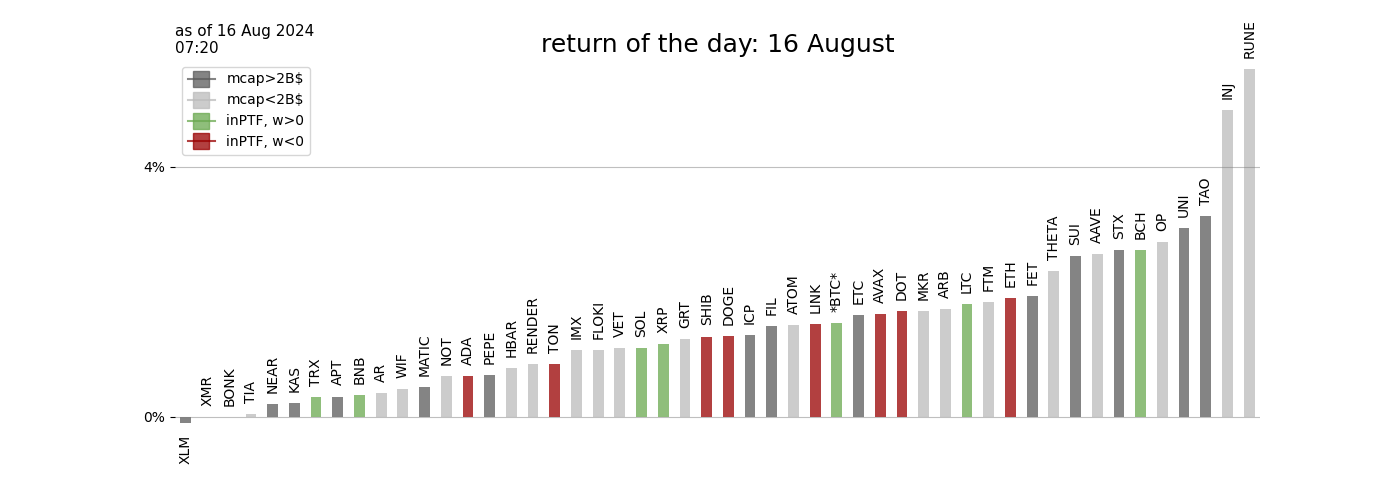 as of 16 Aug 2024
07:20
return of the day: 16 August
mcap>2B$
mcap<2B$
inPTF, w>0
inPTF, w<0
4%
0%
XLM
XMR
BONK
TIA
NEAR
KAS
TRX
APT
BNB
AR
WIF
MATIC
NOT
ADA
PEPE
HBAR
RENDER
TON
IMX
FLOKI
VET
SOL
XRP
GRT
SHIB
DOGE
ICP
FIL
ATOM
LINK
*BTC*
ETC
AVAX
DOT
MKR
ARB
LTC
FTM
ETH
FET
THETA
SUI
AAVE
STX
BCH
OP
UNI
TAO
INJ
RUNE